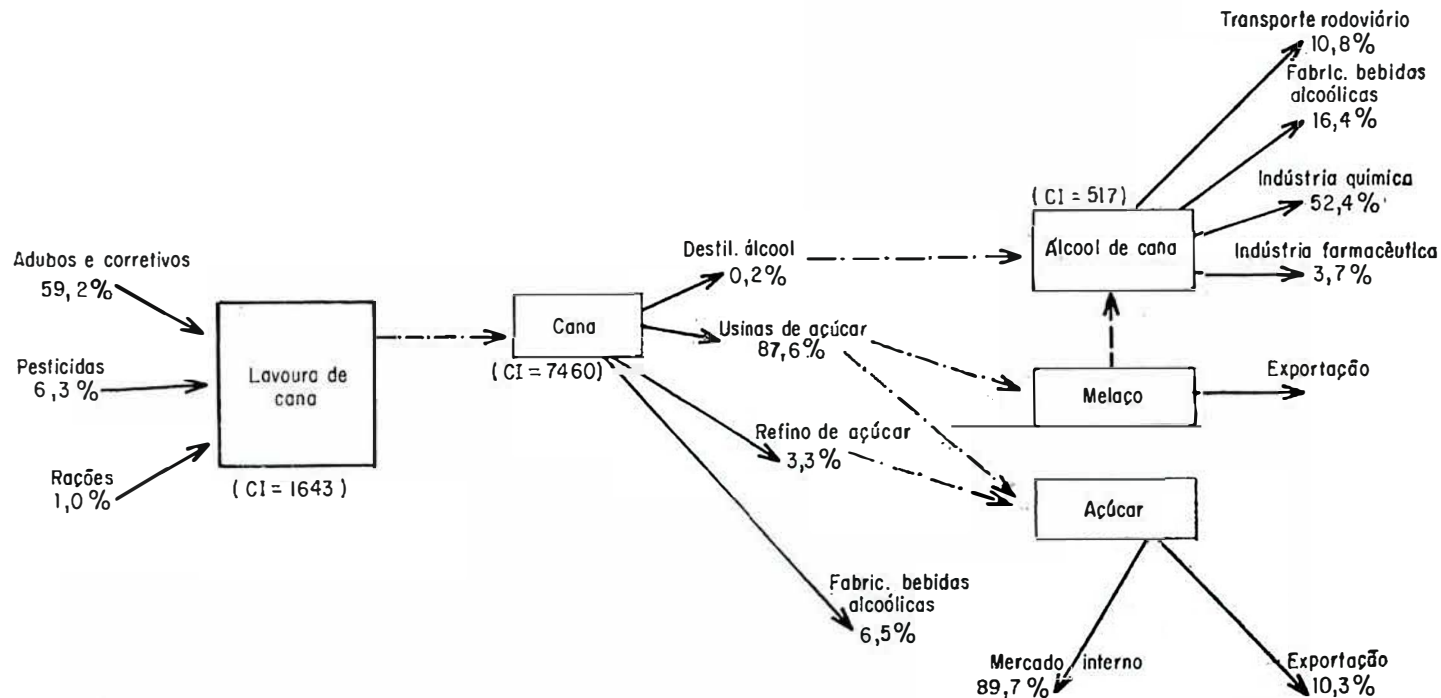 Transporte rodoviário
10,8%
Fabric. bebidas
alcoólicas
16,4%
(CI = 517)
Indústria química
52,4%
Adubos e corretivos
59,2%
Destil. álcool
0,2%
Álcool de cana
Indústria farmacêutica
3,7%
Cana
Usinas de açúcar
87,6%
(CI = 7460)
Pesticidas
6,3%
Lavoura de
cana
Melaço
Exportação
Refino de açúcar
3,3%
Rações
1,0%
(CI = 1643)
Açúcar
Fabric. bebidas
alcoólicas
6,5%
Mercado interno
89,7%
Exportação
10,3%